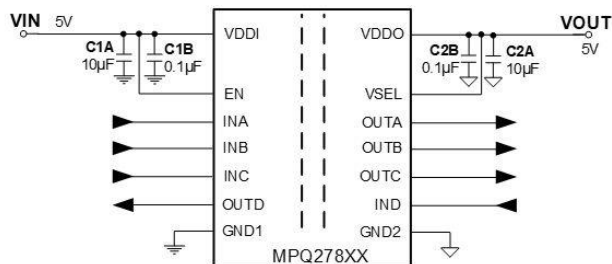 VIN 5V
VOUT
5V
C1A
10µF
C1B
0.1µF
C2B
0.1µF
C2A
10µF
VDDI
VDDO
EN
VSEL
INA
OUTA
INB
OUTB
INC
OUTC
OUTD
IND
GND1
GND2
MPQ278XX